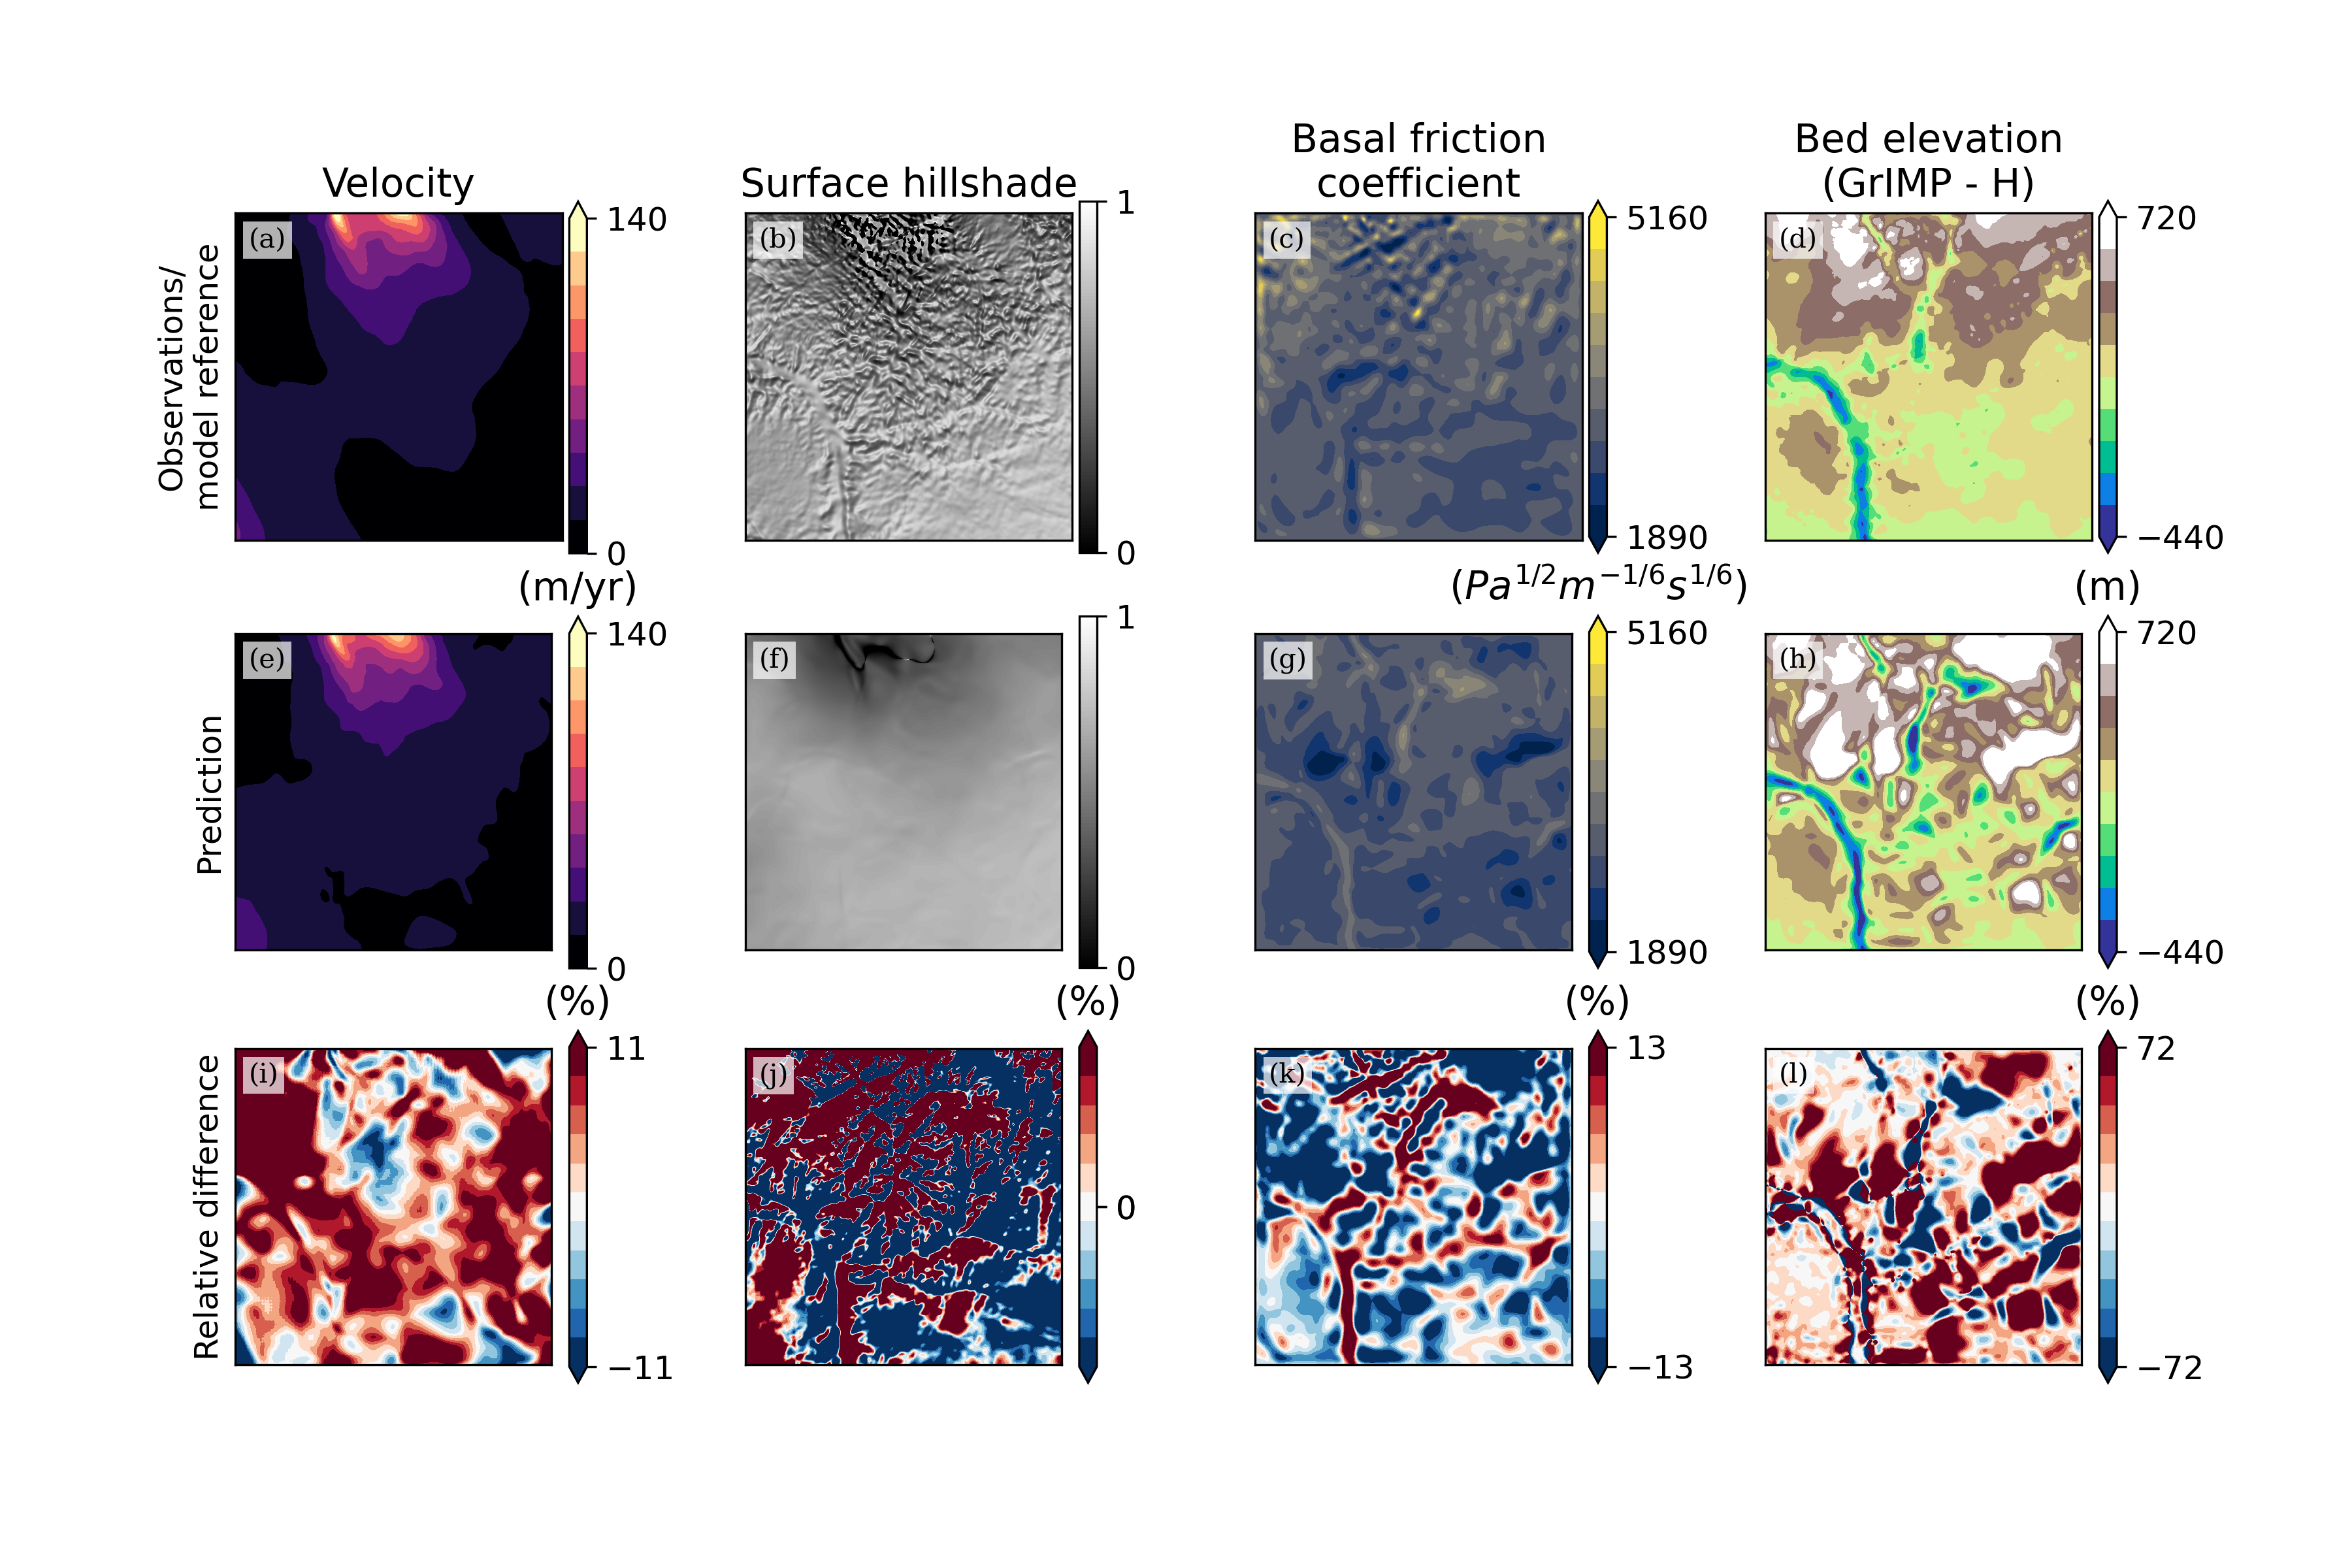 Velocity
Surface hillshade
Basal friction
coefficient
Bed elevation
(GrIMP - H)
Observations/
model reference
(a)
140
0
(m/yr)
(b)
1
0
(c)
5160
1890
(Pa^{1/2}m^{−1/6}s^{1/6})
(d)
720
−440
(m)
Prediction
(e)
140
0
(%)
(f)
1
0
(%)
(g)
5160
1890
(%)
(h)
720
−440
(%)
Relative difference
(i)
11
−11
(j)
0
(k)
13
−13
(l)
72
−72